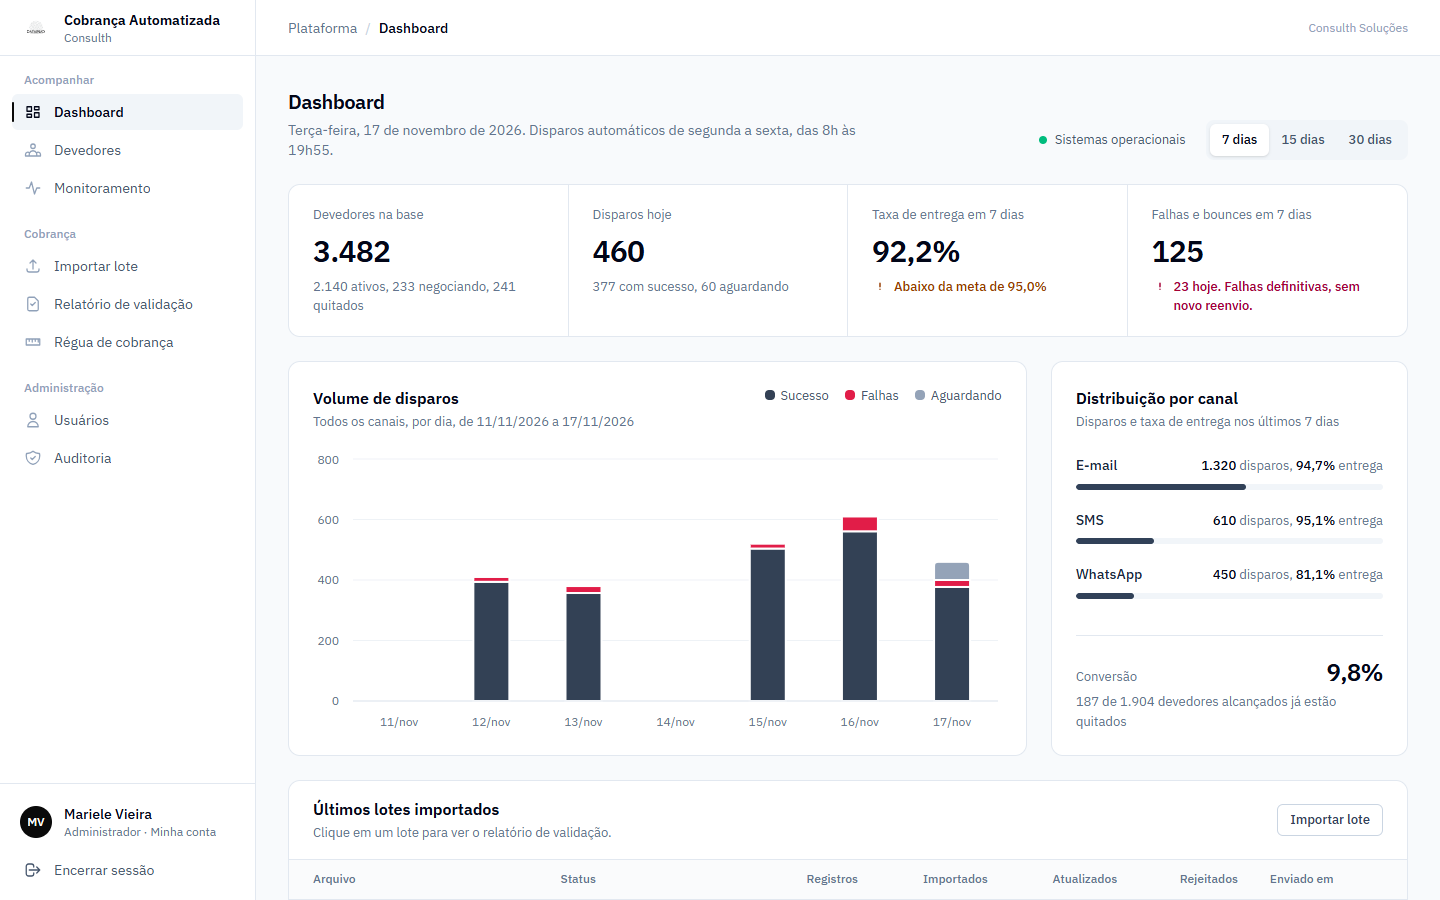 Cobrança Automatizada
Consulth
Plataforma / Dashboard
Consulth Soluções
Acompanhar
Dashboard
Devedores
Monitoramento
Cobrança
Importar lote
Relatório de validação
Régua de cobrança
Administração
Usuários
Auditoria
Mariele Vieira
MV
Administrador · Minha conta
Encerrar sessão
Dashboard
Terça-feira, 17 de novembro de 2026. Disparos automáticos de segunda a sexta, das 8h às
19h55.
Sistemas operacionais
7 dias
15 dias
30 dias
Devedores na base
3.482
2.140 ativos, 233 negociando, 241
quitados
Disparos hoje
460
377 com sucesso, 60 aguardando
Taxa de entrega em 7 dias
92,2%
! Abaixo da meta de 95,0%
Falhas e bounces em 7 dias
125
! 23 hoje. Falhas definitivas, sem
novo reenvio.
Volume de disparos
Todos os canais, por dia, de 11/11/2026 a 17/11/2026
Sucesso
Falhas
Aguardando
800
600
400
200
0
11/nov
12/nov
13/nov
14/nov
15/nov
16/nov
17/nov
Distribuição por canal
Disparos e taxa de entrega nos últimos 7 dias
E-mail
1.320 disparos, 94,7% entrega
SMS
610 disparos, 95,1% entrega
WhatsApp
450 disparos, 81,1% entrega
Conversão
9,8%
187 de 1.904 devedores alcançados já estão
quitados
Últimos lotes importados
Clique em um lote para ver o relatório de validação.
Importar lote
Arquivo
Status
Registros
Importados
Atualizados
Rejeitados
Enviado em